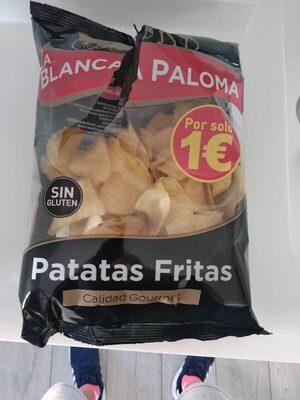 LA
BLANCA PALOMA
Por solo
1€
SIN
GLUTEN
Patatas Fritas
Calidad Gourmet